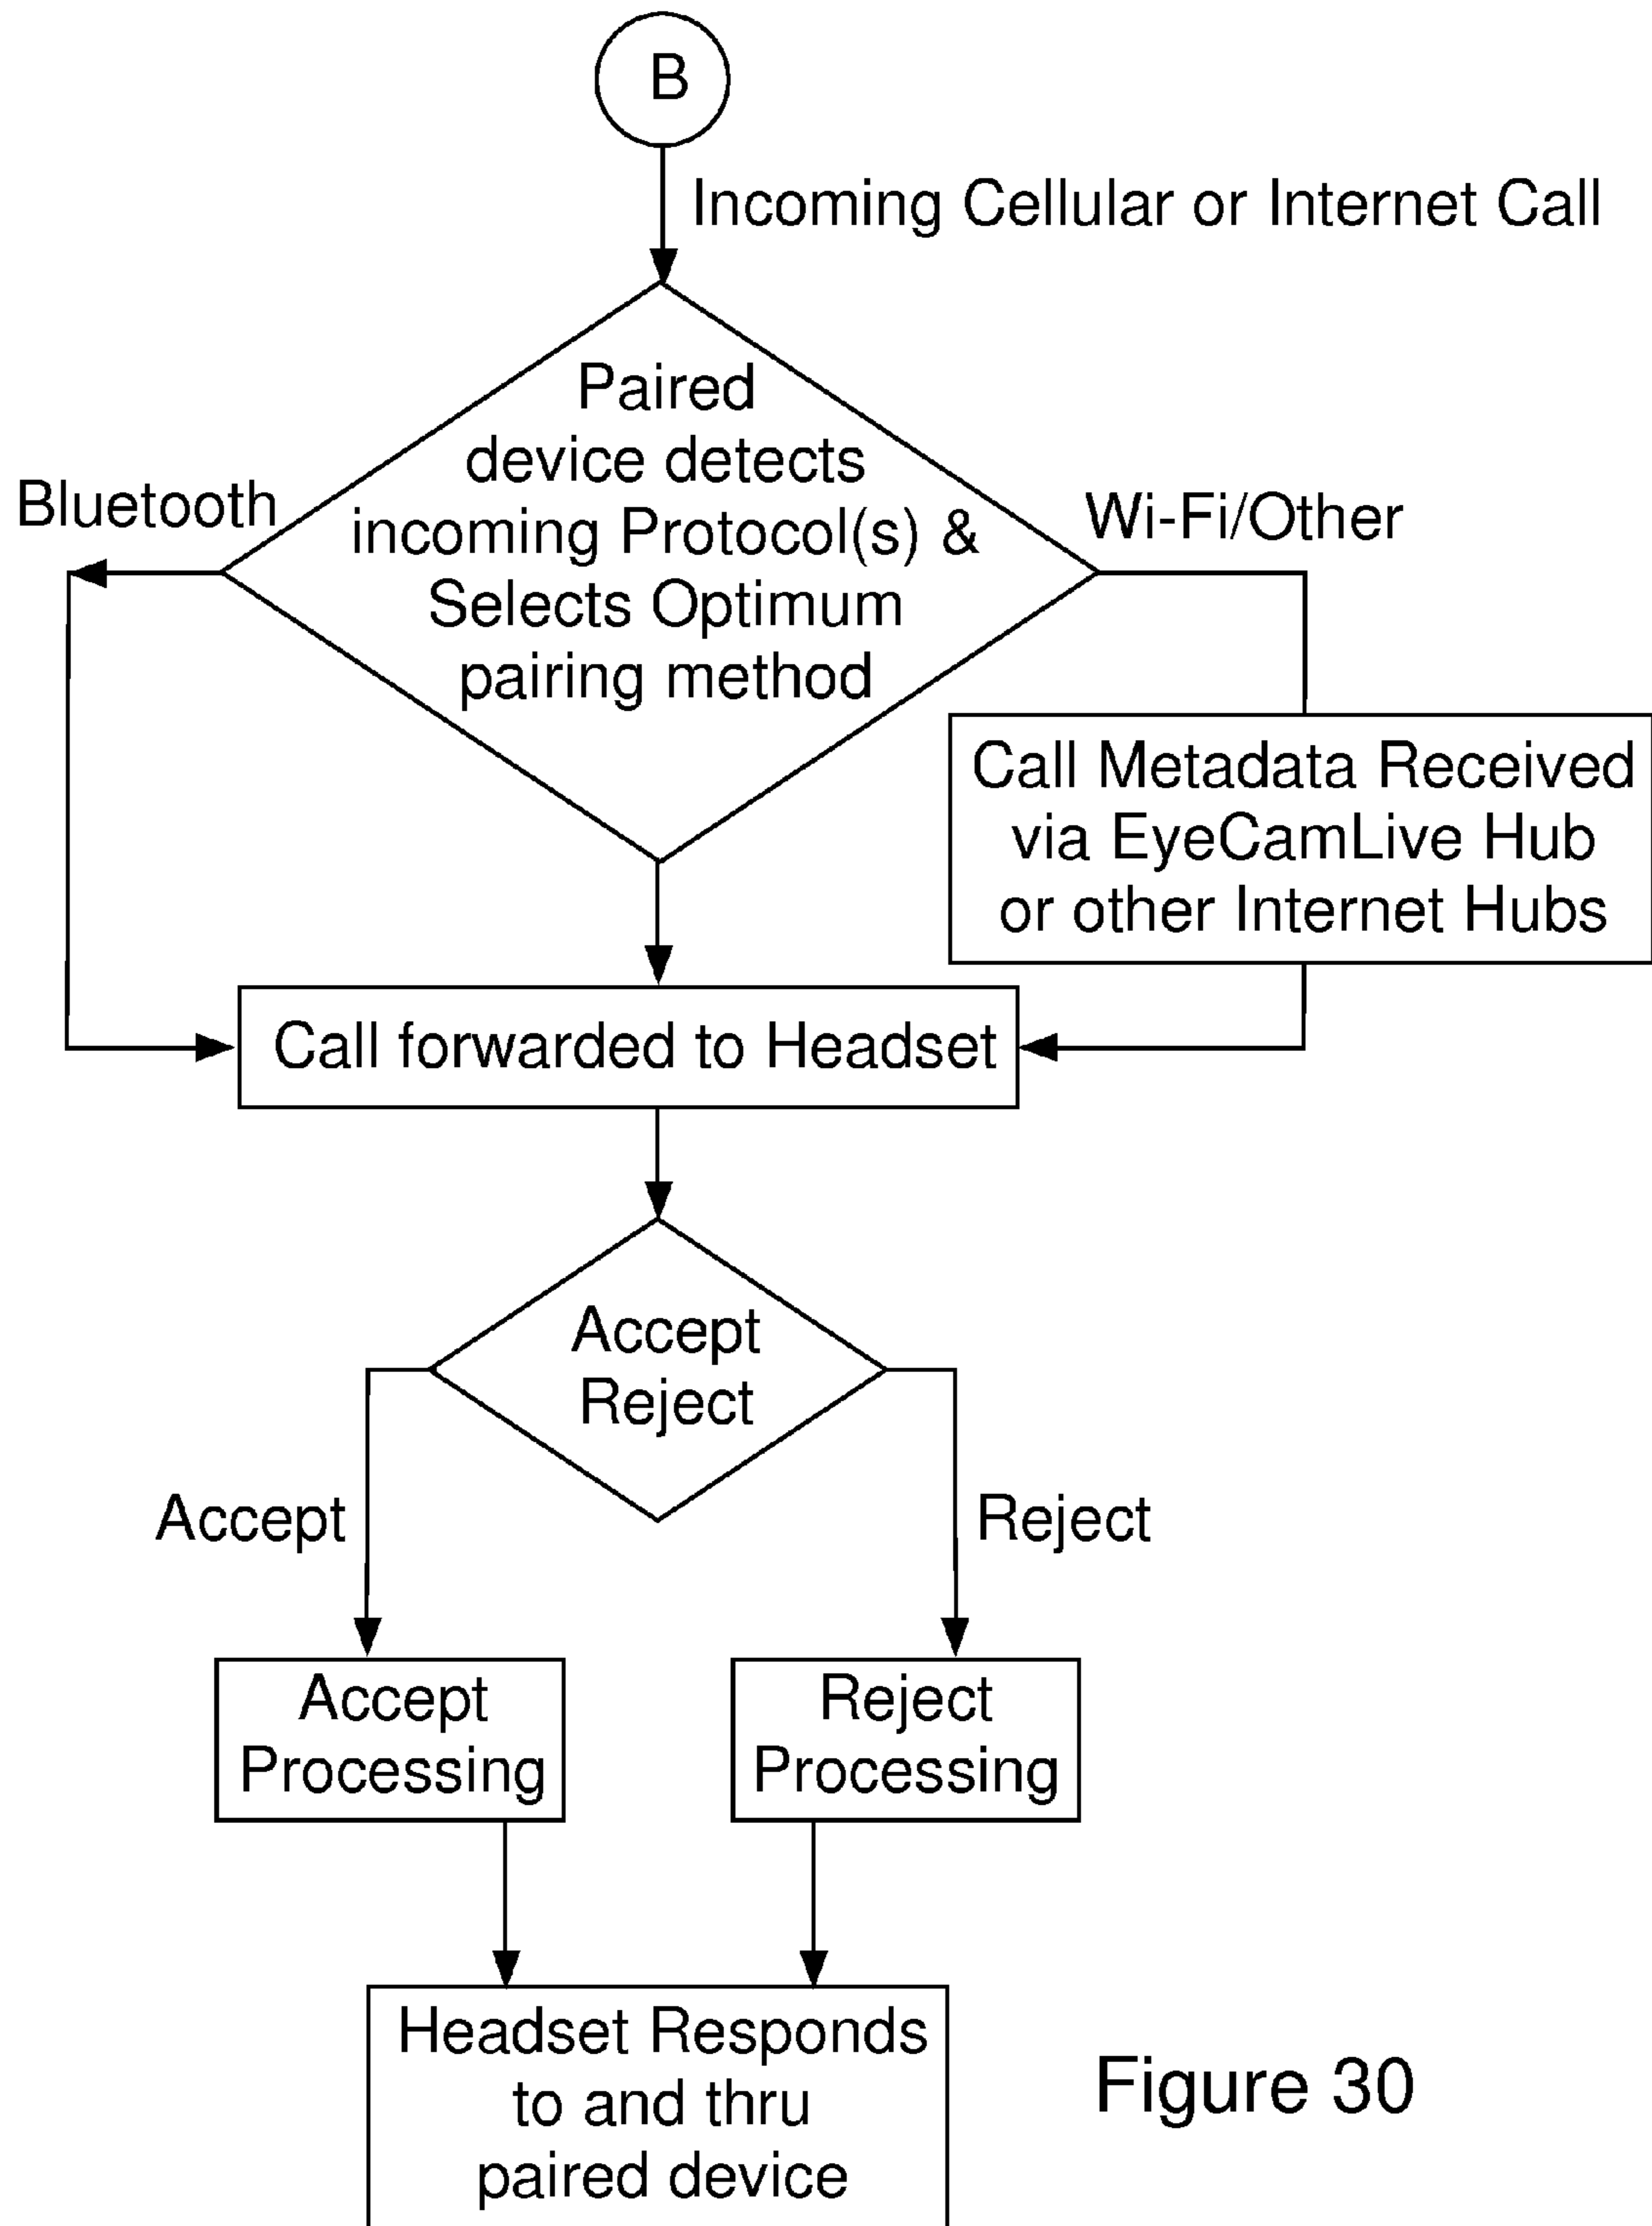 B
Incoming Cellular or Internet Call
Paired
device detects
incoming Protocol(s) &
Selects Optimum
pairing method
Bluetooth
Wi-Fi/Other
Call Metadata Received
via EyeCamLive Hub
or other Internet Hubs
Call forwarded to Headset
Accept
Reject
Accept
Reject
Accept
Processing
Reject
Processing
Headset Responds
to and thru
paired device
Figure 30